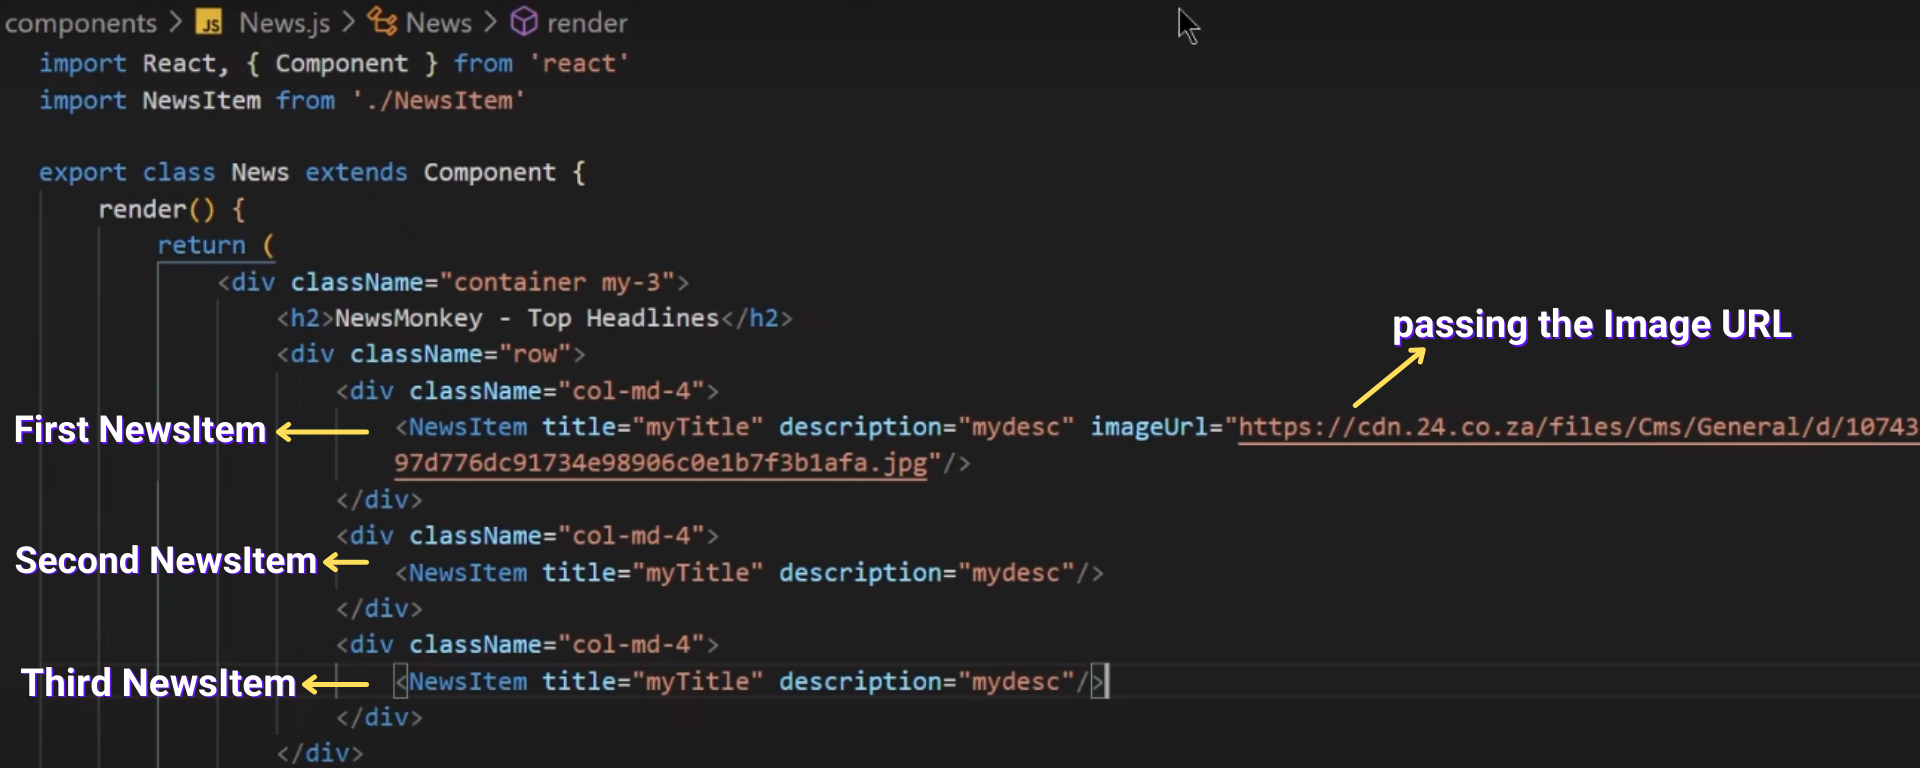 components > JS News.js > News > render
import React, { Component } from 'react'
import NewsItem from './NewsItem'
export class News extends Component {
render() {
return (
<div className="container my-3">
<h2>NewsMonkey - Top Headlines</h2>
passing the Image URL
<div className="row">
<div className="col-md-4">
First NewsItem
<NewsItem title="myTitle" description="mydesc" imageUrl="https://cdn.24.co.za/files/Cms/General/d/10743
97d776dc91734e98906c0e1b7f3b1afa.jpg"/>
</div>
<div className="col-md-4">
Second NewsItem
<NewsItem title="myTitle" description="mydesc"/>
</div>
<div className="col-md-4">
Third NewsItem
<NewsItem title="myTitle" description="mydesc"/>
</div>
</div>